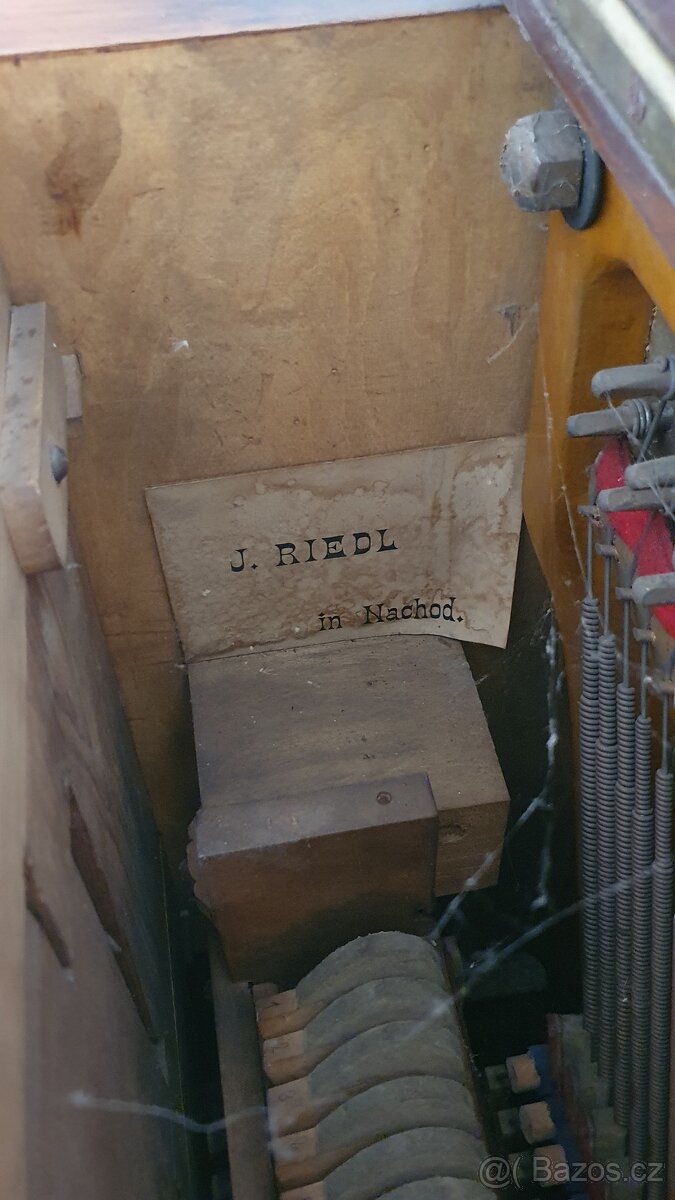 J. RIEDL
in Nachod.
@( Bazos.cz